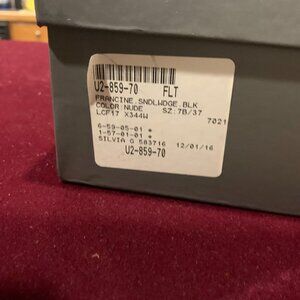 U2-859-70 FLT
FRANCINE.SNDLWDGE.BLK
COLOR NUDE SZ:7B/37
LCF17 X344W 7021
6-59-05-01 *
1-57-01-01 *
SILVIA G 583716 12/01/16
U2-859-70